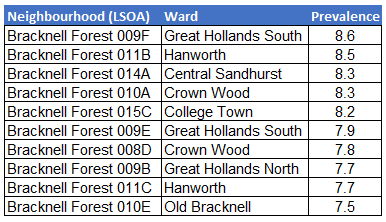 Neighbourhood (LSOA) Ward Prevalence
Bracknell Forest 009F Great Hollands South 8.6
Bracknell Forest 011B Hanworth 8.5
Bracknell Forest 014A Central Sandhurst 8.3
Bracknell Forest 010A Crown Wood 8.3
Bracknell Forest 015C College Town 8.2
Bracknell Forest 009E Great Hollands South 7.9
Bracknell Forest 008D Crown Wood 7.8
Bracknell Forest 009B Great Hollands North 7.7
Bracknell Forest 011C Hanworth 7.7
Bracknell Forest 010E Old Bracknell 7.5